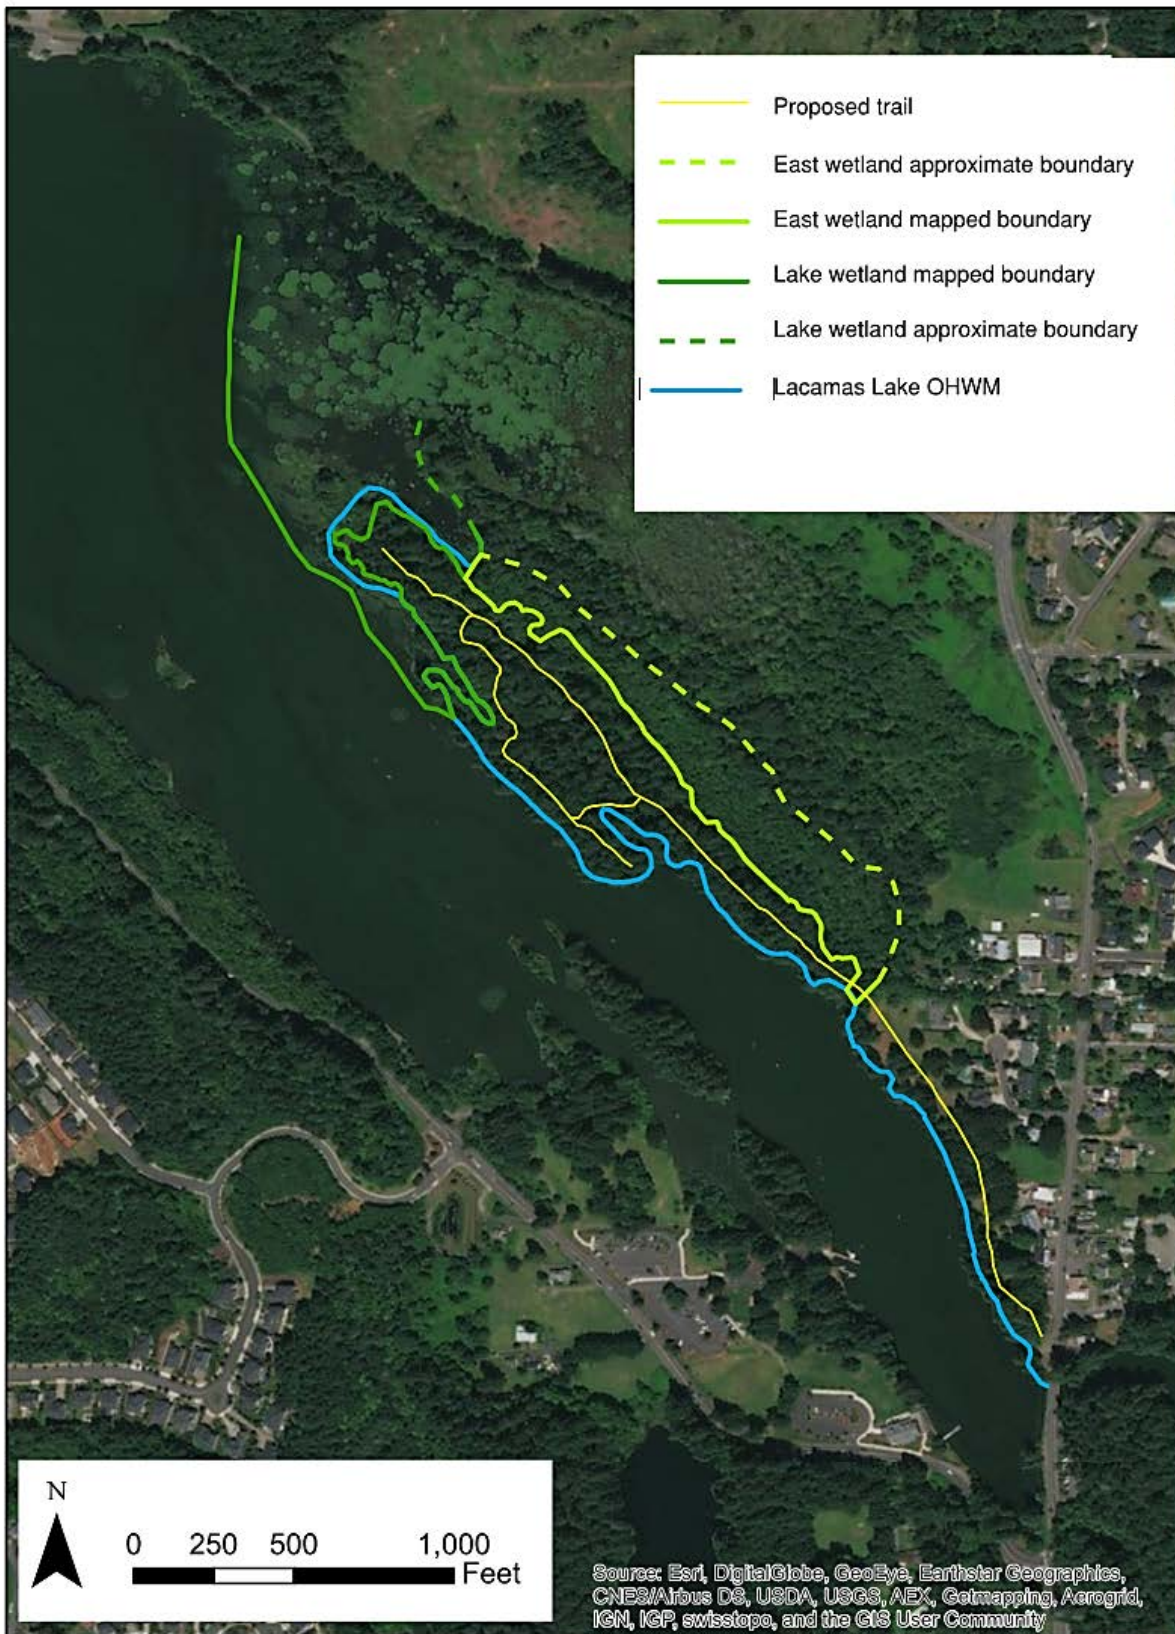 Proposed trail
East wetland approximate boundary
East wetland mapped boundary
Lake wetland mapped boundary
Lake wetland approximate boundary
Lacamas Lake OHWM
N
0 250 500 1,000
Feet
Source: Esri, DigitalGlobe, GeoEye, Earthstar Geographics,
CNES/Airbus DS, USDA, USGS, AEX, Getmapping, Aerogrid,
IGN, IGP, swisstopo, and the GIS User Community